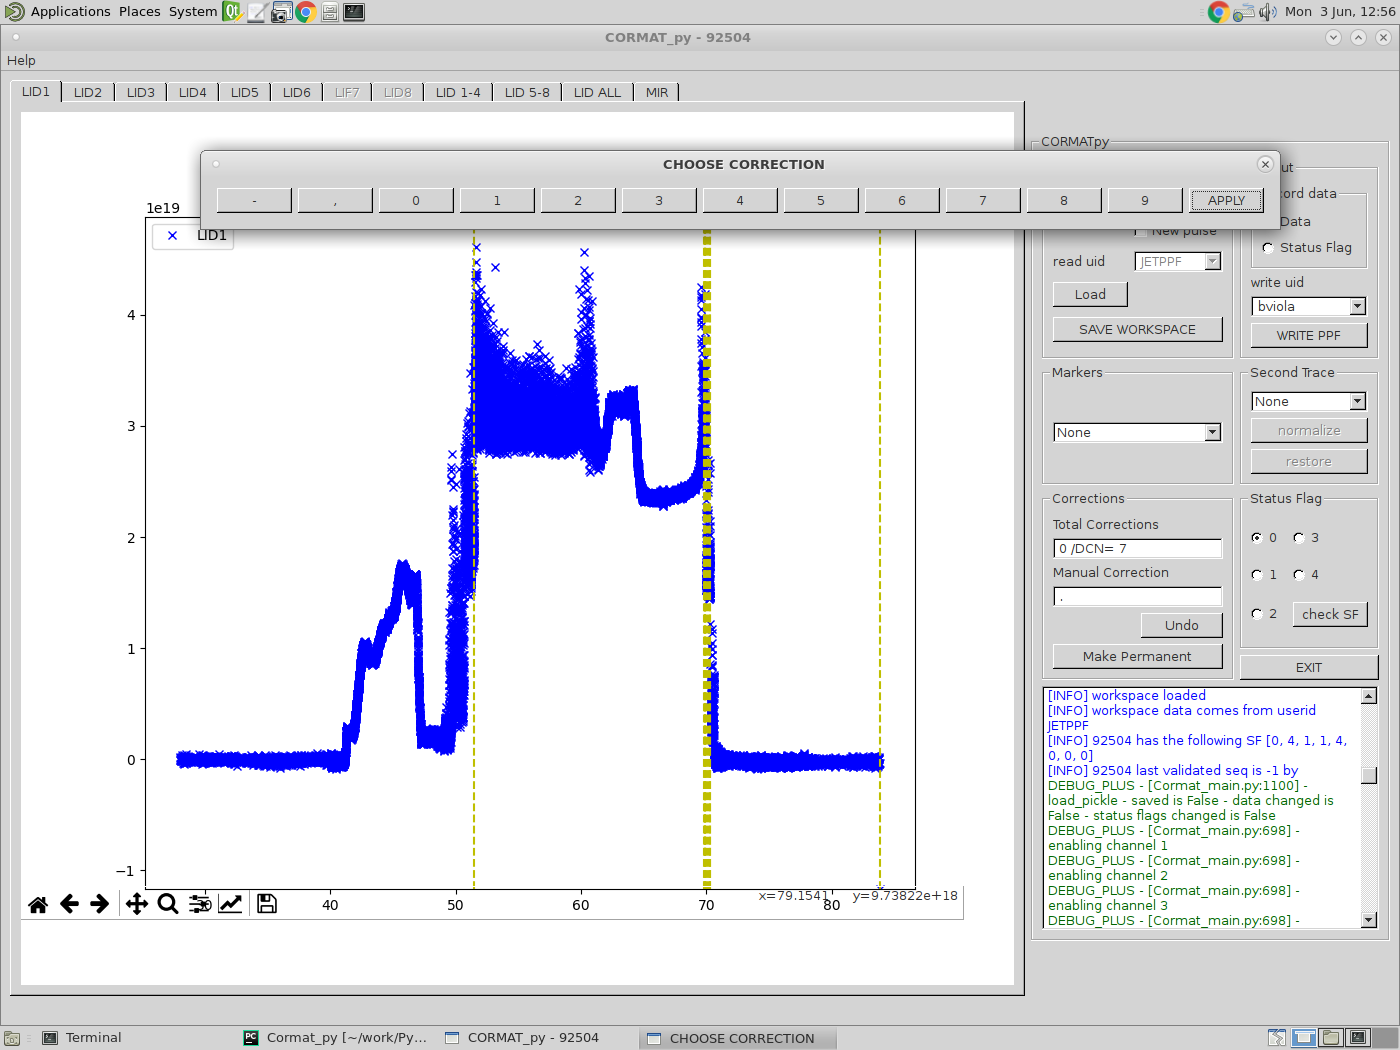 Applications Places System
Mon 3 Jun, 12:56
CORMAT_py - 92504
Help
LID1 LID2 LID3 LID4 LID5 LID6 LIF7 LID8 LID 1-4 LID 5-8 LID ALL MIR
CORMATpy
CHOOSE CORRECTION
- , 0 1 2 3 4 5 6 7 8 9 APPLY
1e19
LID1
4
3
2
1
0
−1
40 50 60 70 80
x=79.1541 y=9.73822e+18
New pulse
read uid JETPPF
Load
SAVE WORKSPACE
Data
Status Flag
write uid
bviola
WRITE PPF
Markers
None
Second Trace
None
normalize
restore
Corrections
Total Corrections
0 /DCN= 7
Manual Correction
,
Undo
Make Permanent
Status Flag
0 3
1 4
2 check SF
EXIT
[INFO] workspace loaded
[INFO] workspace data comes from userid
JETPPF
[INFO] 92504 has the following SF [0, 4, 1, 1, 4,
0, 0, 0]
[INFO] 92504 last validated seq is -1 by
DEBUG_PLUS - [Cormat_main.py:1100] -
load_pickle - saved is False - data changed is
False - status flags changed is False
DEBUG_PLUS - [Cormat_main.py:698] -
enabling channel 1
DEBUG_PLUS - [Cormat_main.py:698] -
enabling channel 2
DEBUG_PLUS - [Cormat_main.py:698] -
enabling channel 3
DEBUG_PLUS - [Cormat_main.py:698] -
Terminal
Cormat_py [~/work/Py...
CORMAT_py - 92504
CHOOSE CORRECTION